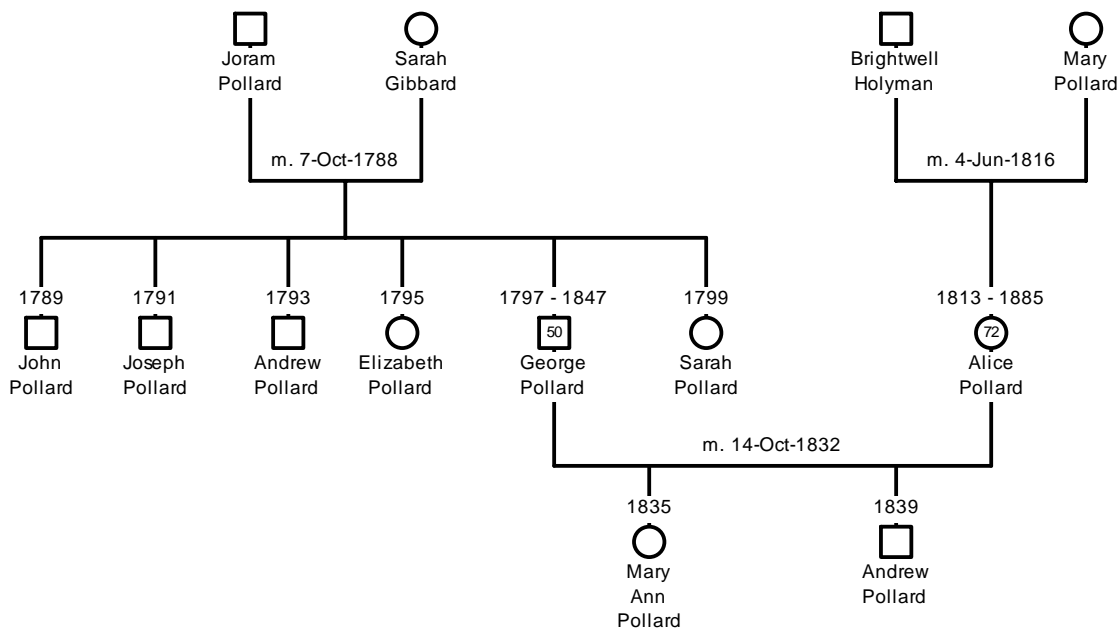 Joram
Pollard
Sarah
Gibbard
Brightwell
Holyman
Mary
Pollard
m. 7-Oct-1788
m. 4-Jun-1816
1789
John
Pollard
1791
Joseph
Pollard
1793
Andrew
Pollard
1795
Elizabeth
Pollard
1797 - 1847
50
George
Pollard
1799
Sarah
Pollard
1813 - 1885
72
Alice
Pollard
m. 14-Oct-1832
1835
Mary
Ann
Pollard
1839
Andrew
Pollard